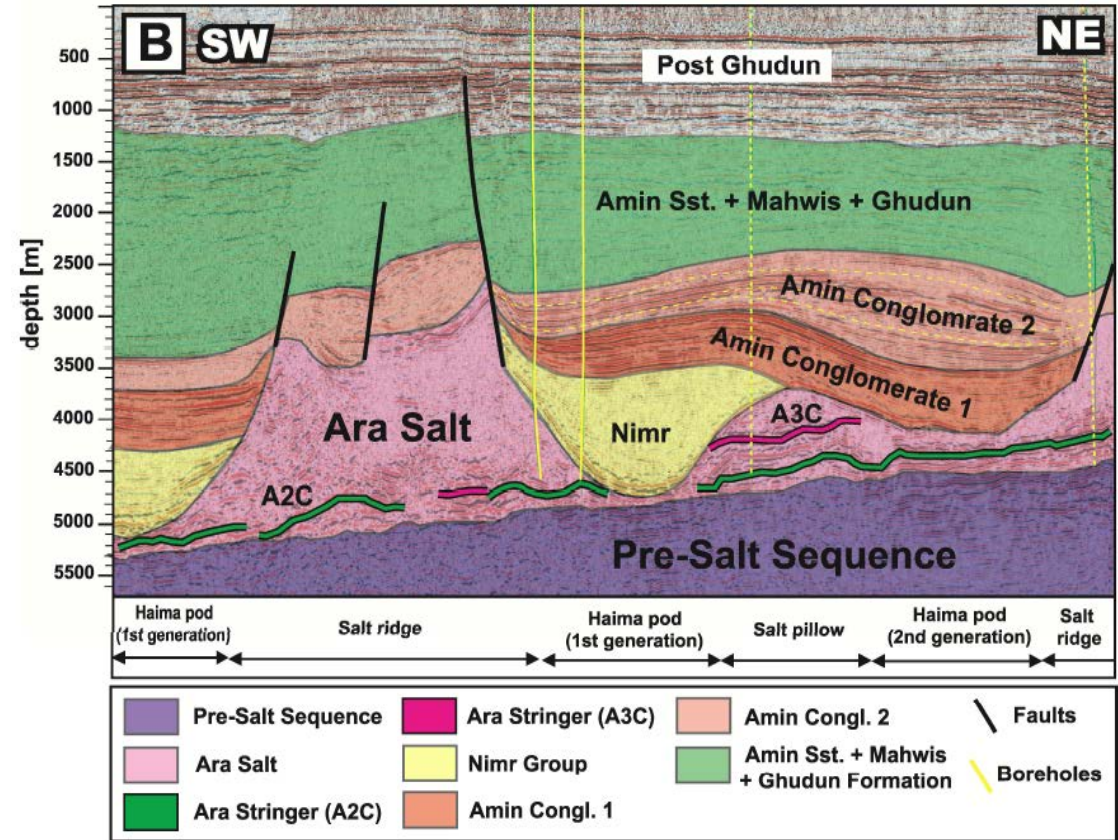 B SW
NE
500
1000
1500
2000
2500
3000
3500
4000
4500
5000
5500
depth [m]
Post Ghudun
Amin Sst. + Mahwis + Ghudun
Amin Conglomrate 2
Amin Conglomerate 1
Ara Salt
Nimr
A3C
A2C
Pre-Salt Sequence
Haima pod
(1st generation)
Salt ridge
Haima pod
(1st generation)
Salt pillow
Haima pod
(2nd generation)
Salt
ridge
Pre-Salt Sequence
Ara Salt
Ara Stringer (A2C)
Ara Stringer (A3C)
Nimr Group
Amin Congl. 1
Amin Congl. 2
Amin Sst. + Mahwis
+ Ghudun Formation
Faults
Boreholes